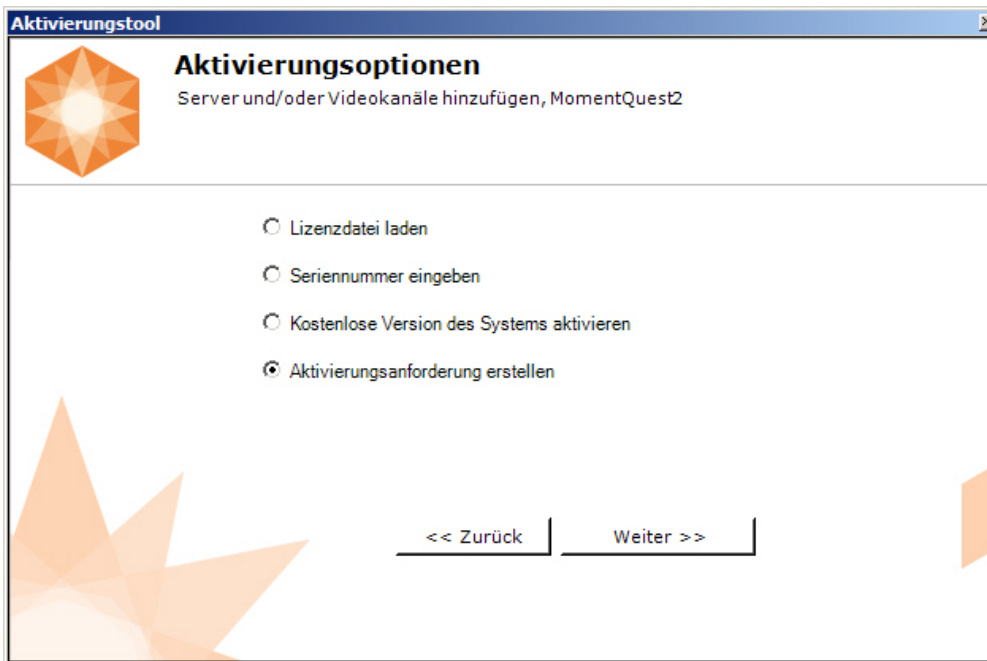 Aktivierungstool
Aktivierungsoptionen
Server und/oder Videokanäle hinzufügen, MomentQuest2
Lizenzdatei laden
Seriennummer eingeben
Kostenlose Version des Systems aktivieren
Aktivierungsanforderung erstellen
<< Zurück
Weiter >>